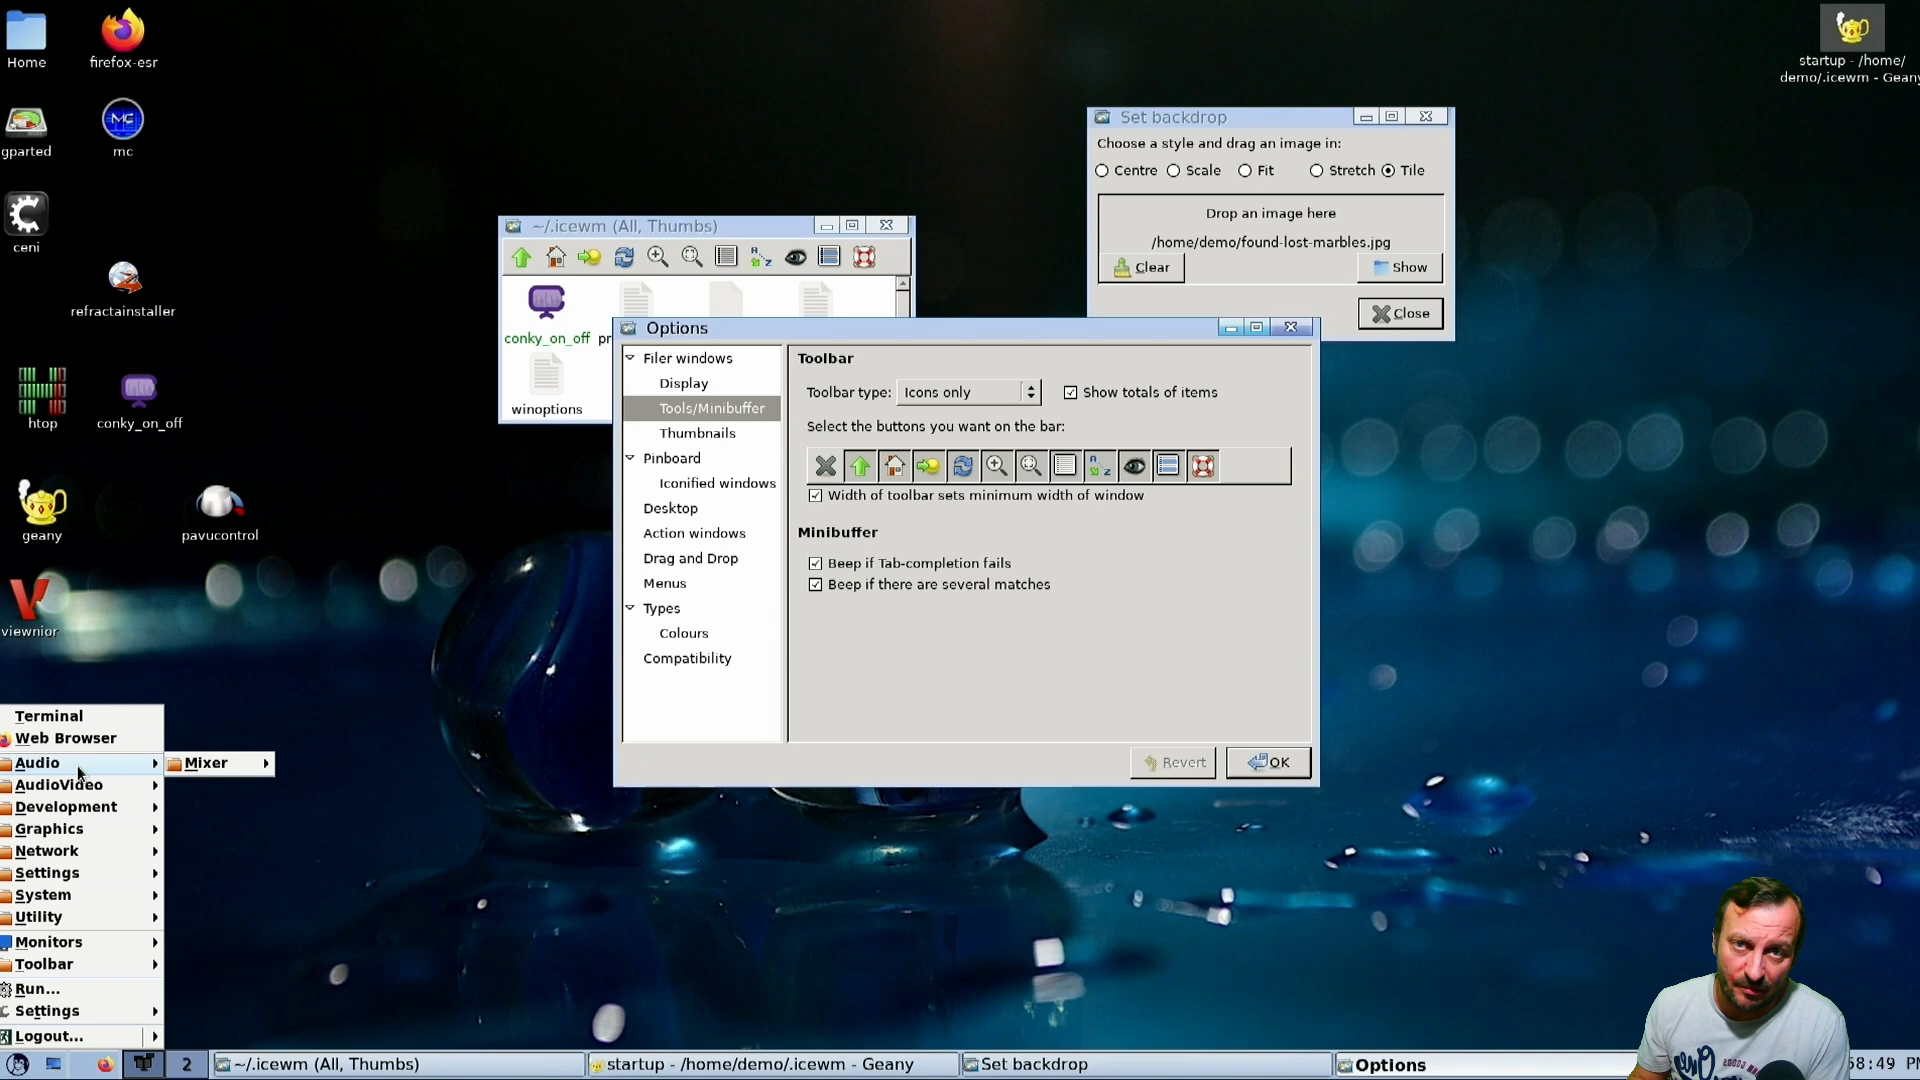 Home
firefox-esr
startup - /home/
demo/.icewm - Geany
gparted
mc
ceni
refractainstaller
htop
conky_on_off
geany
pavucontrol
viewnior
Set backdrop
Choose a style and drag an image in:
Centre
Scale
Fit
Stretch
Tile
Drop an image here
/home/demo/found-lost-marbles.jpg
Clear
Show
Close
~/.icewm (All, Thumbs)
conky_on_off
pr
winoptions
Options
Filer windows
Display
Tools/Minibuffer
Thumbnails
Pinboard
Iconified windows
Desktop
Action windows
Drag and Drop
Menus
Types
Colours
Compatibility
Toolbar
Toolbar type:
Icons only
Show totals of items
Select the buttons you want on the bar:
Width of toolbar sets minimum width of window
Minibuffer
Beep if Tab-completion fails
Beep if there are several matches
Revert
OK
Terminal
Web Browser
Audio
Mixer
AudioVideo
Development
Graphics
Network
Settings
System
Utility
Monitors
Toolbar
Run...
Settings
Logout...
2
~/.icewm (All, Thumbs)
startup - /home/demo/.icewm - Geany
Set backdrop
Options
58:49 PM